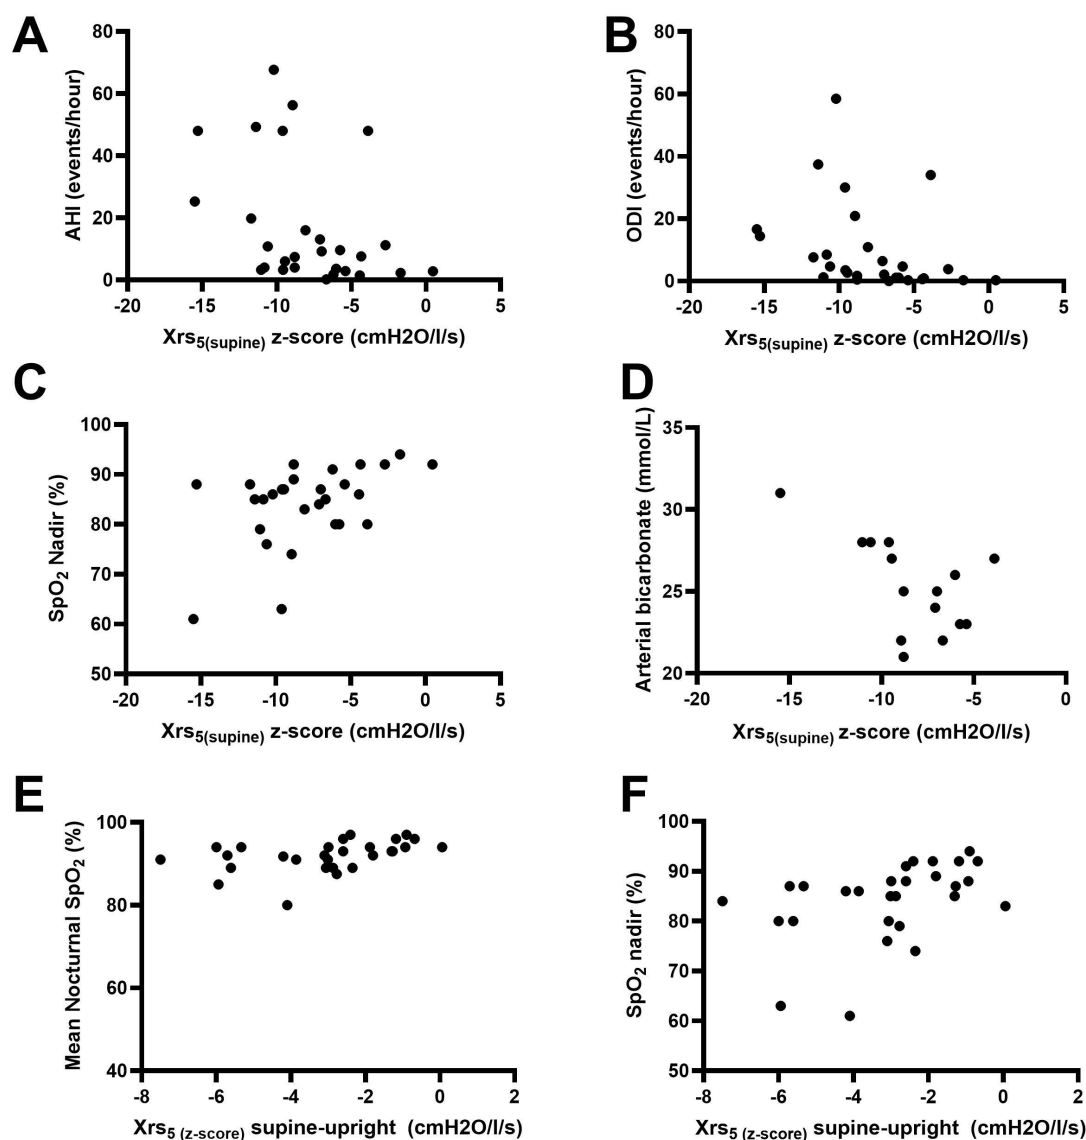 A
80
60
40
20
0
AHI (events/hour)
-20 -15 -10 -5 0 5
Xrs5(supine) z-score (cmH2O/l/s)
B
80
60
40
20
0
ODI (events/hour)
-20 -15 -10 -5 0 5
Xrs5(supine) z-score (cmH2O/l/s)
C
100
90
80
70
60
50
SpO2 Nadir (%)
-20 -15 -10 -5 0 5
Xrs5(supine) z-score (cmH2O/l/s)
D
35
30
25
20
Arterial bicarbonate (mmol/L)
-20 -15 -10 -5 0
Xrs5(supine) z-score (cmH2O/l/s)
E
100
80
60
40
Mean Nocturnal SpO2 (%)
-8 -6 -4 -2 0 2
Xrs5 (z-score) supine-upright (cmH2O/l/s)
F
100
90
80
70
60
50
SpO2 nadir (%)
-8 -6 -4 -2 0 2
Xrs5 (z-score) supine-upright (cmH2O/l/s)